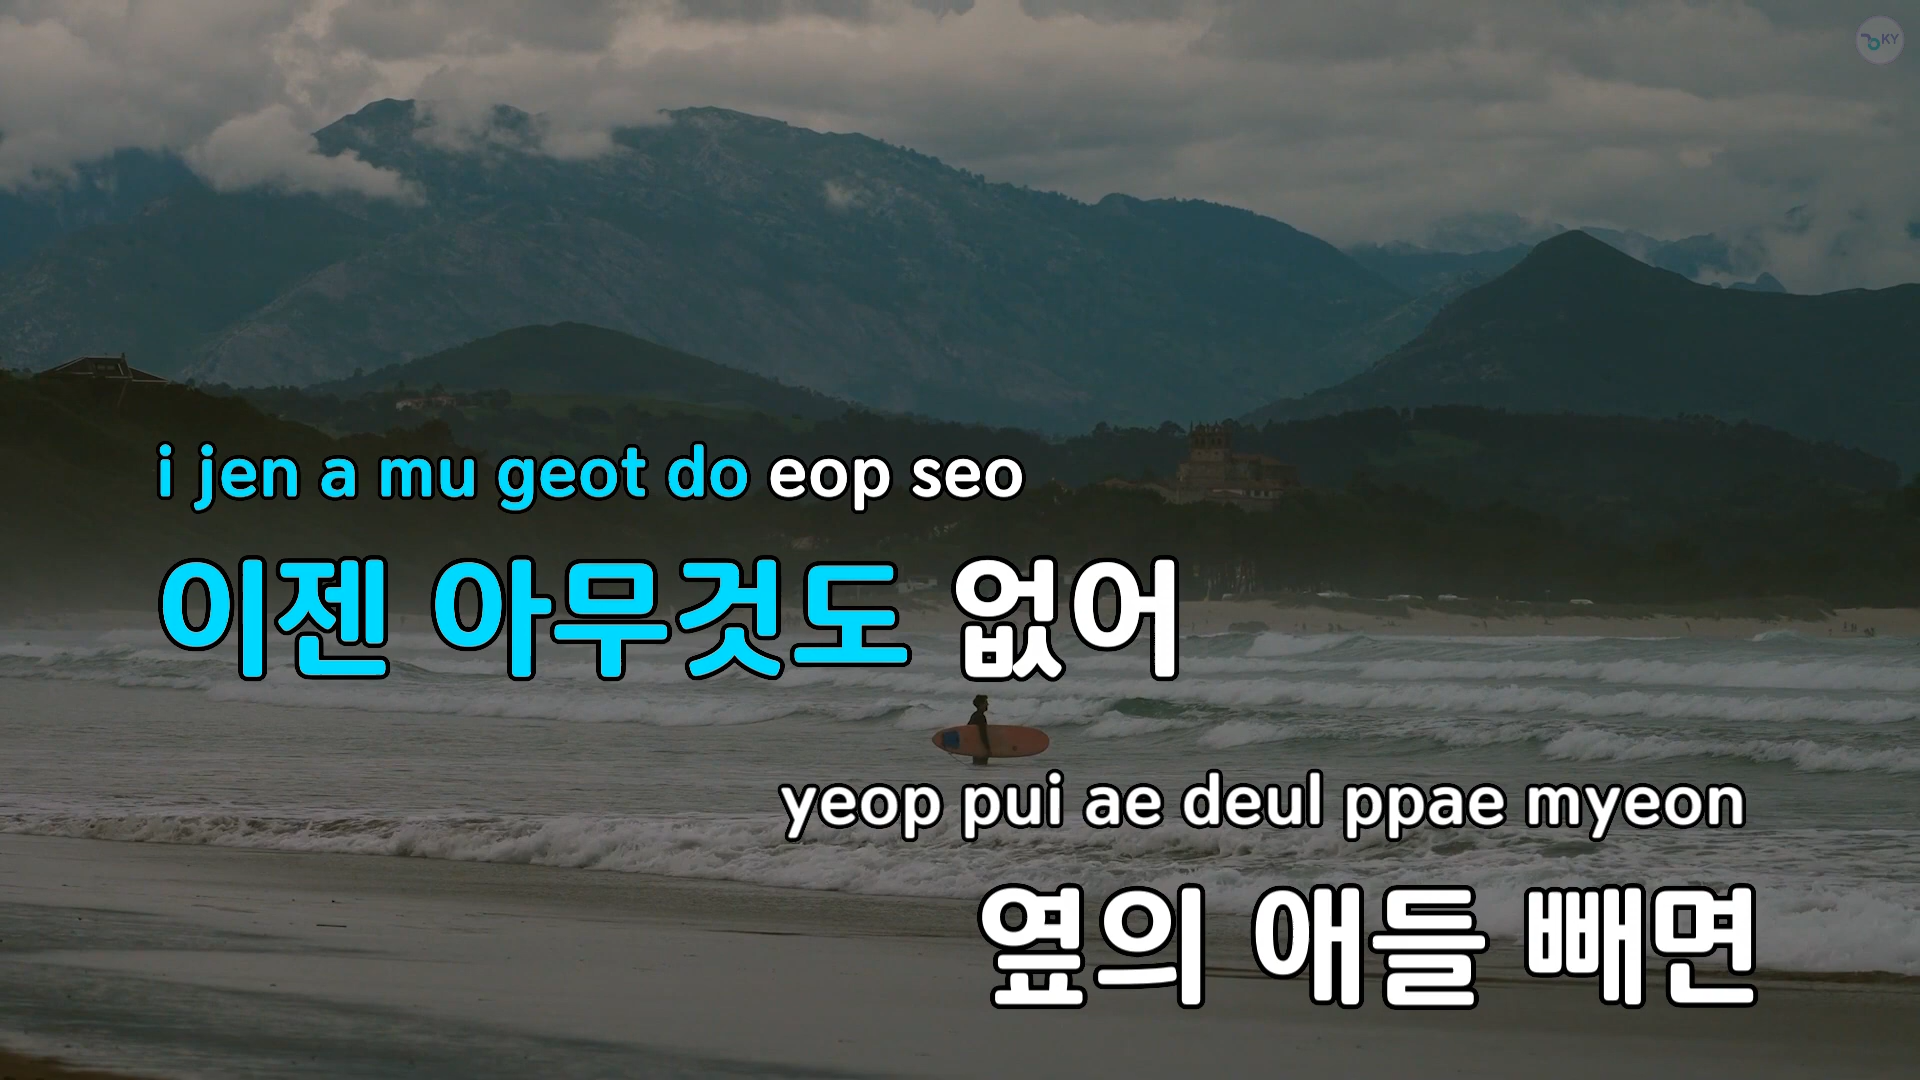 KY
i jen a mu geot do eop seo
이젠 아무것도 없어
yeop pui ae deul ppae myeon
옆의 애들 빼면